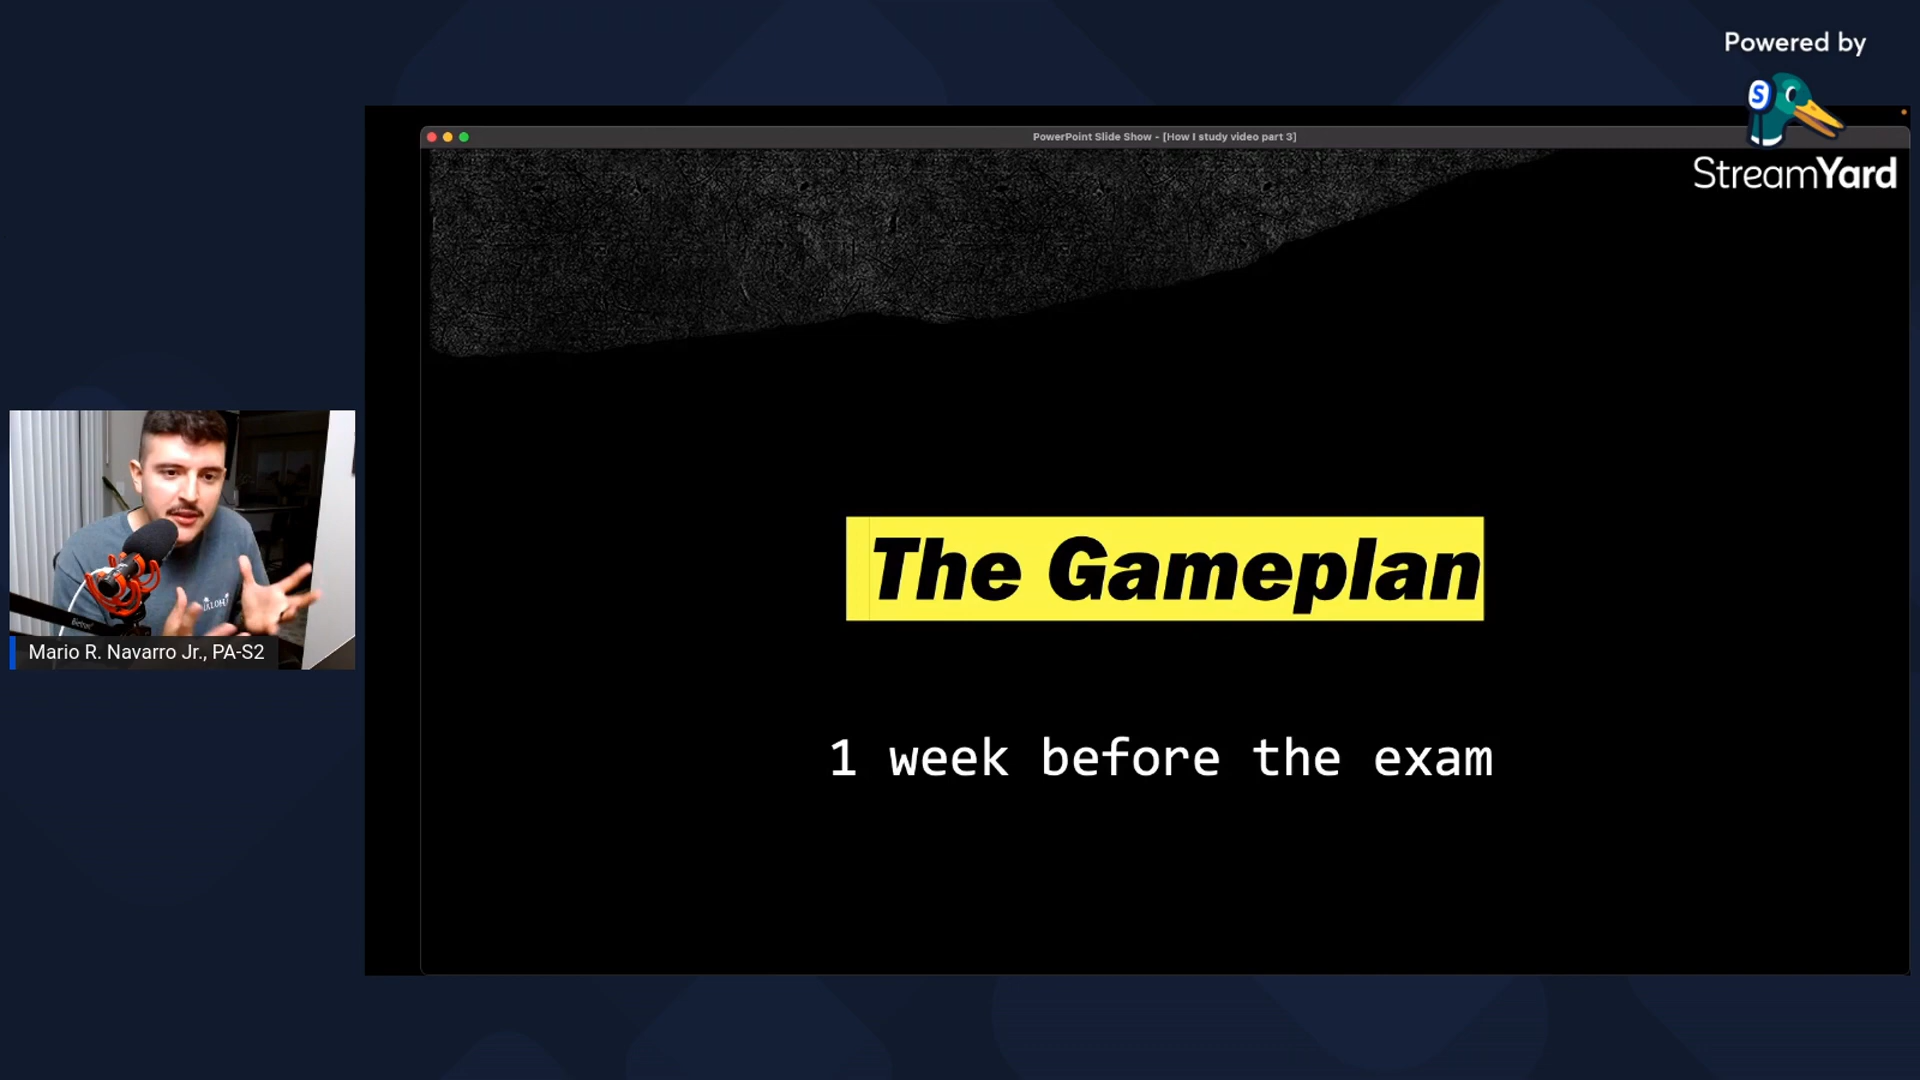 Powered by
S
StreamYard
PowerPoint Slide Show - [How I study video part 3]
The Gameplan
1 week before the exam
Mario R. Navarro Jr., PA-S2